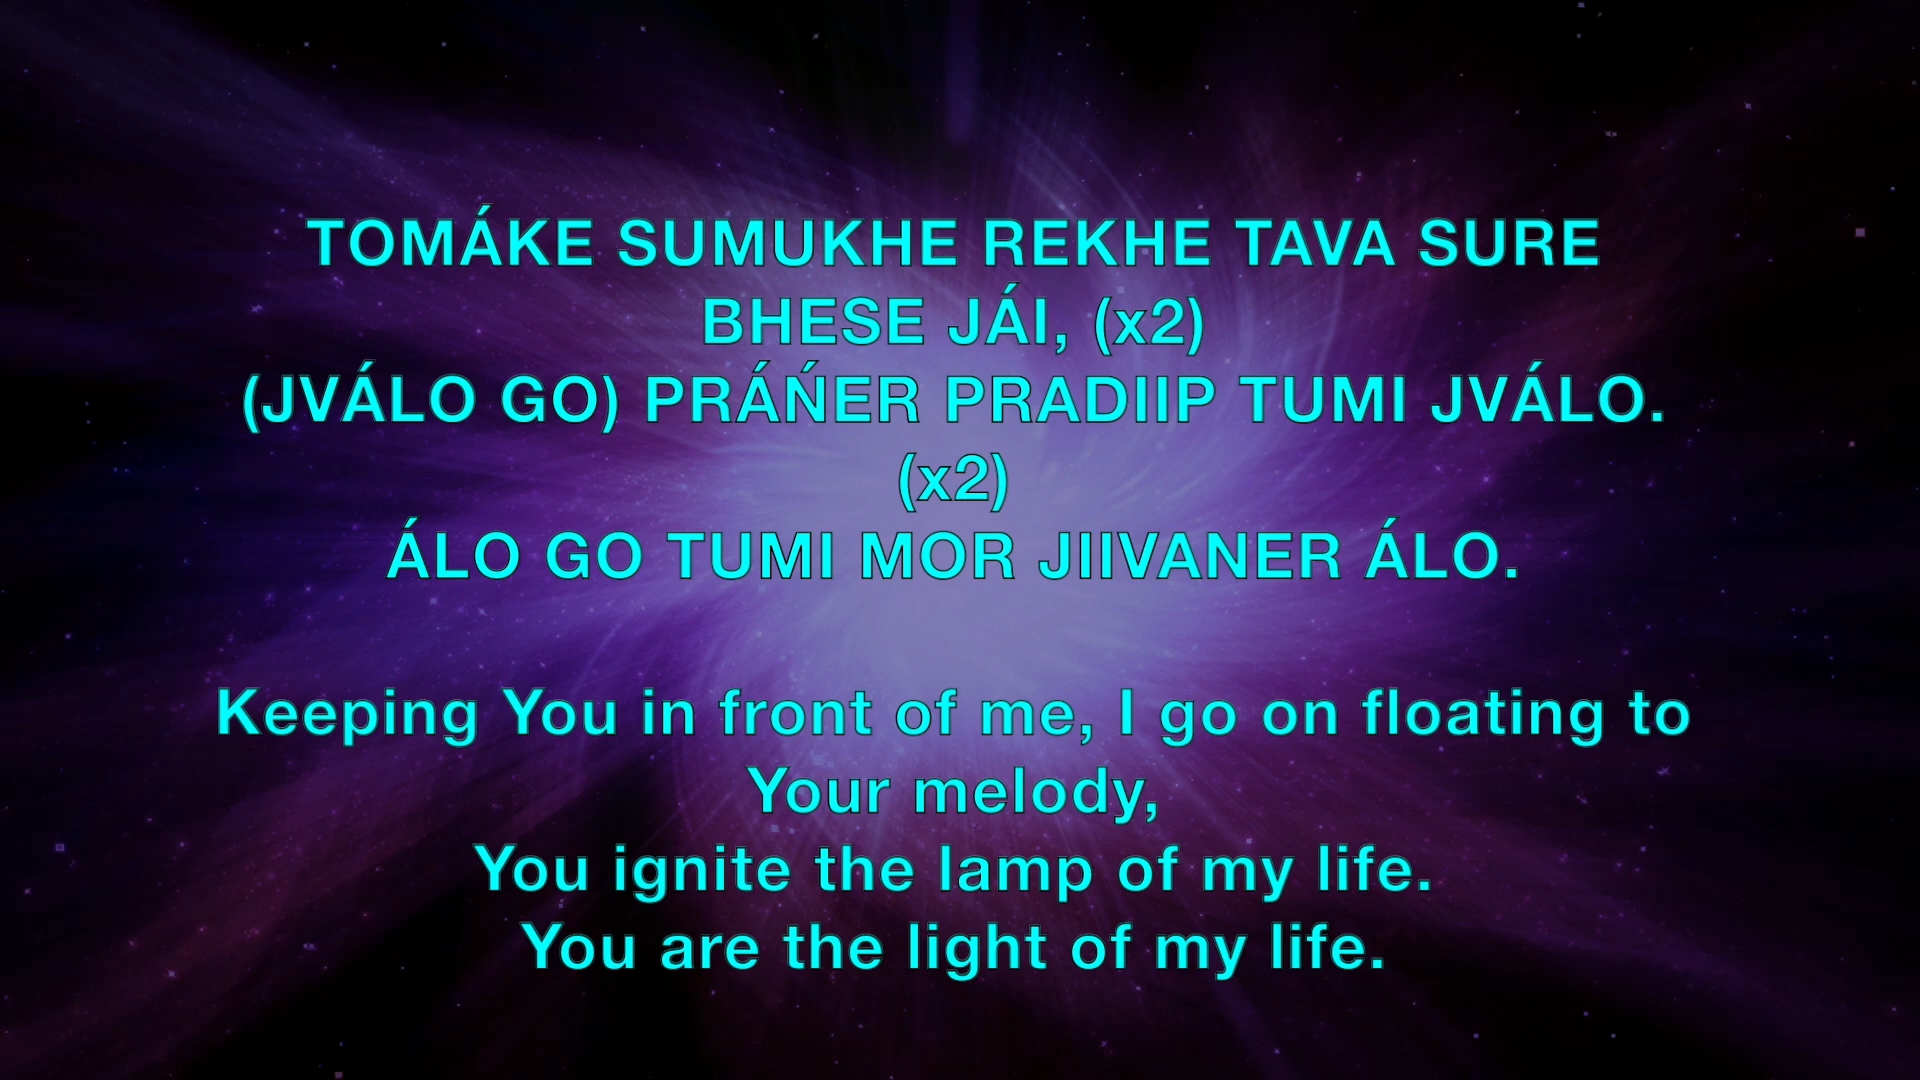 TOMÁKE SUMUKHE REKHE TAVA SURE
BHESE JÁI, (x2)
(JVÁLO GO) PRÁŃER PRADIIP TUMI JVÁLO.
(x2)
ÁLO GO TUMI MOR JIIVANER ÁLO.
Keeping You in front of me, I go on floating to
Your melody,
You ignite the lamp of my life.
You are the light of my life.